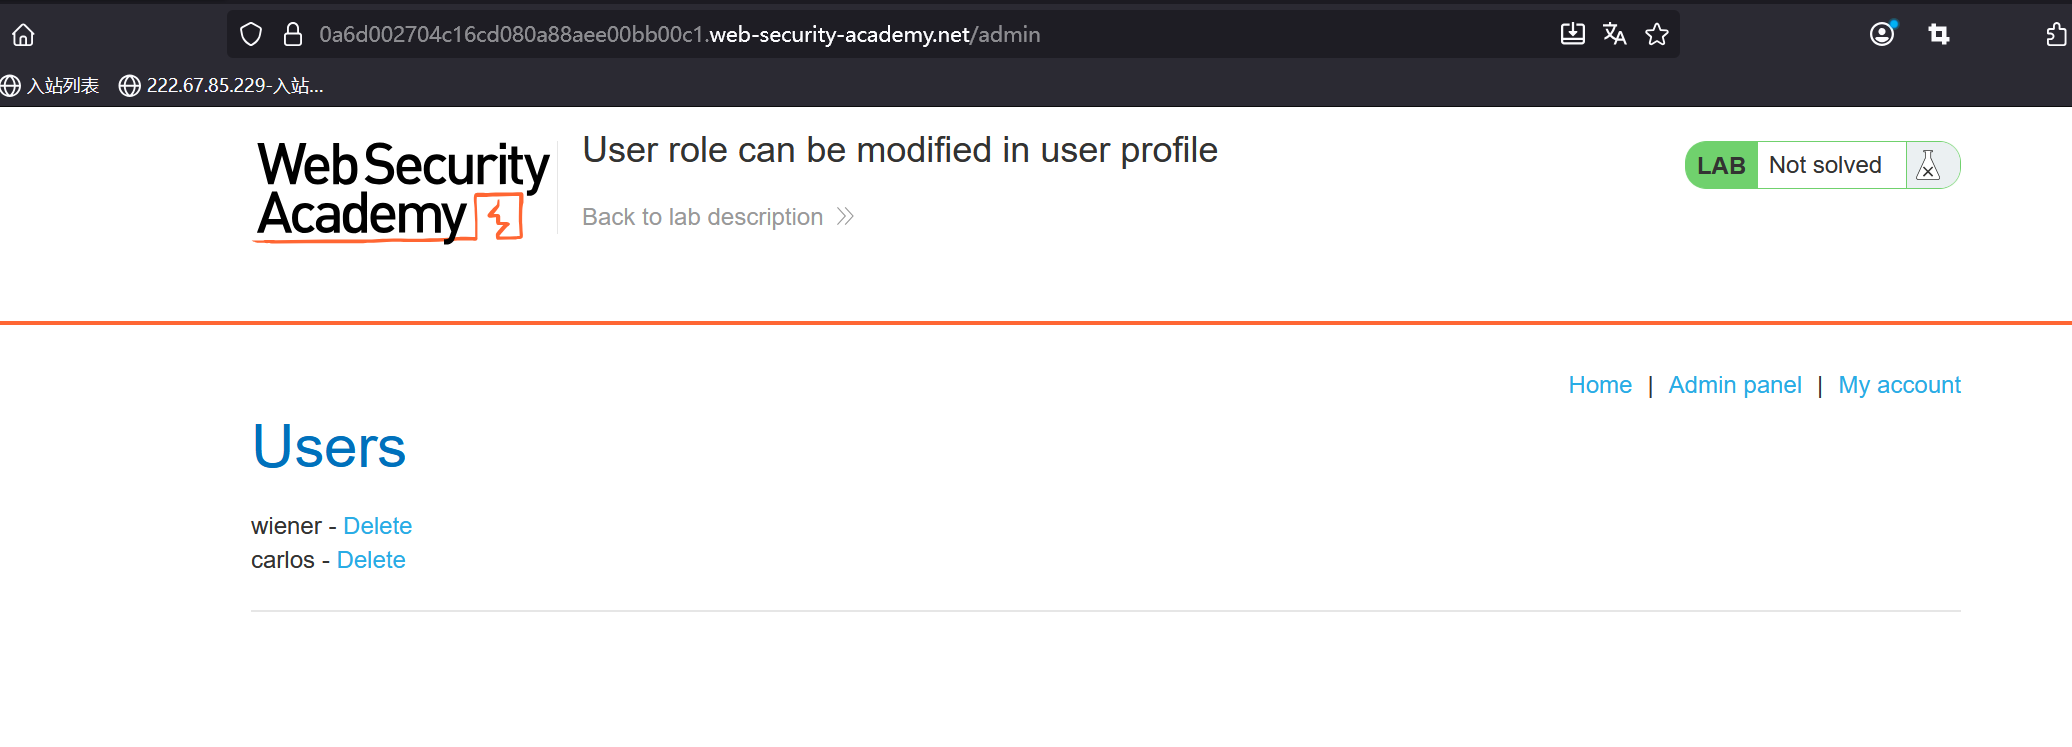 0a6d002704c16cd080a88aee00bb00c1.web-security-academy.net/admin
入站列表 222.67.85.229-入站...
Web Security
Academy
User role can be modified in user profile
Back to lab description
LAB Not solved
Home | Admin panel | My account
Users
wiener - Delete
carlos - Delete